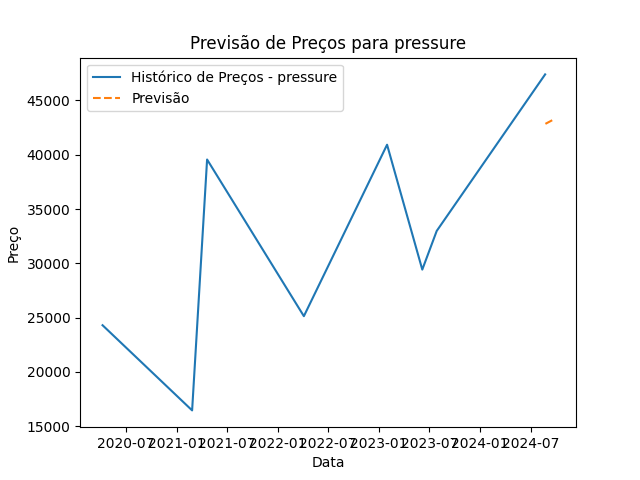 Previsão de Preços para pressure
Histórico de Preços - pressure
Previsão
45000
40000
35000
30000
25000
20000
15000
Preço
2020-07 2021-01 2021-07 2022-01 2022-07 2023-01 2023-07 2024-01 2024-07
Data